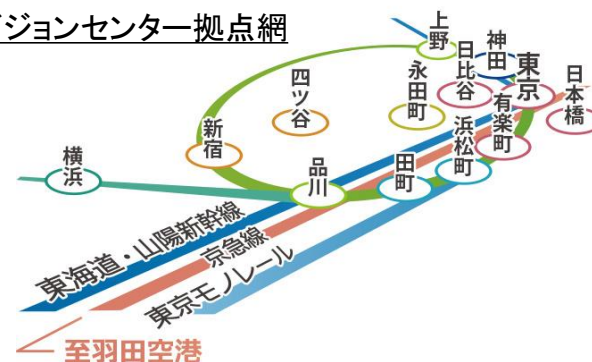 ジョンセンター拠点網
上野
神田
日比谷
東京
日本橋
四ツ谷
永田町
有楽町
新宿
浜松町
横浜
品川
田町
東海道・山陽新幹線
京急線
東京モノレール
至羽田空港